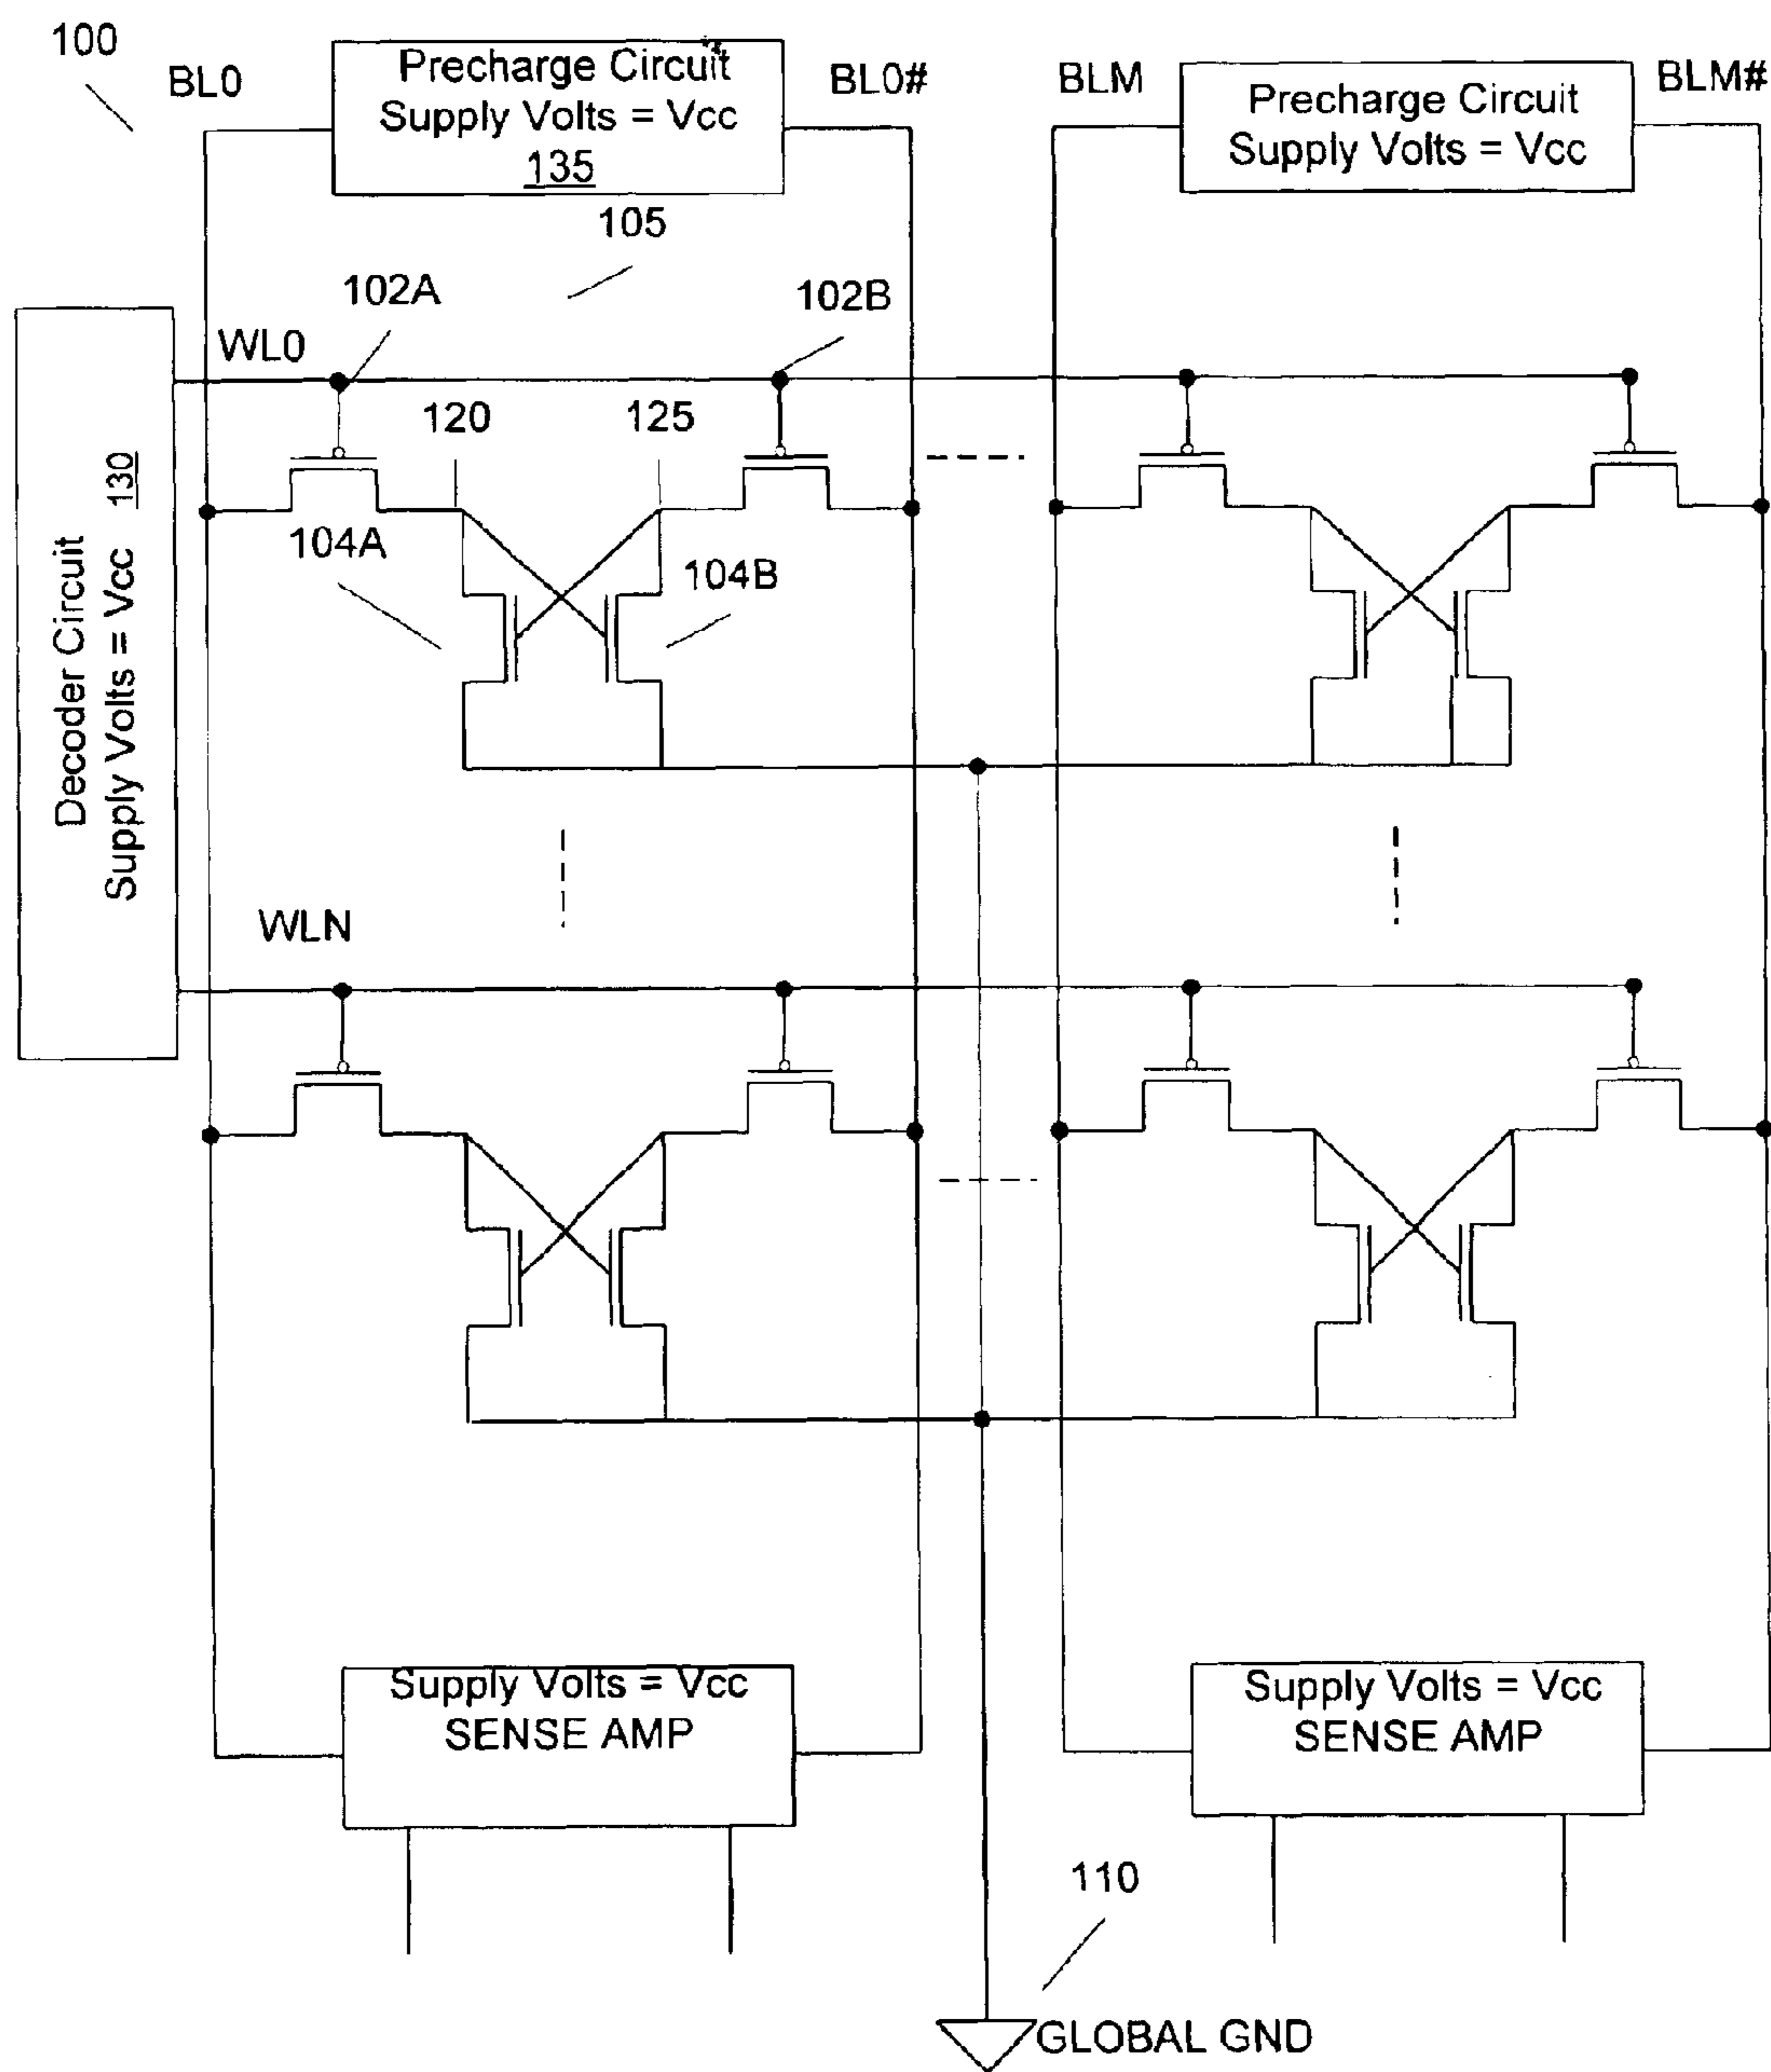 100
BL0
Precharge Circuit
Supply Volts = Vcc
135
BL0#
BLM
Precharge Circuit
Supply Volts = Vcc
BLM#
105
102A
102B
WL0
120
125
104A
104B
Decoder Circuit
Supply Volts = Vcc 130
WLN
Supply Volts = Vcc
SENSE AMP
Supply Volts = Vcc
SENSE AMP
110
GLOBAL GND